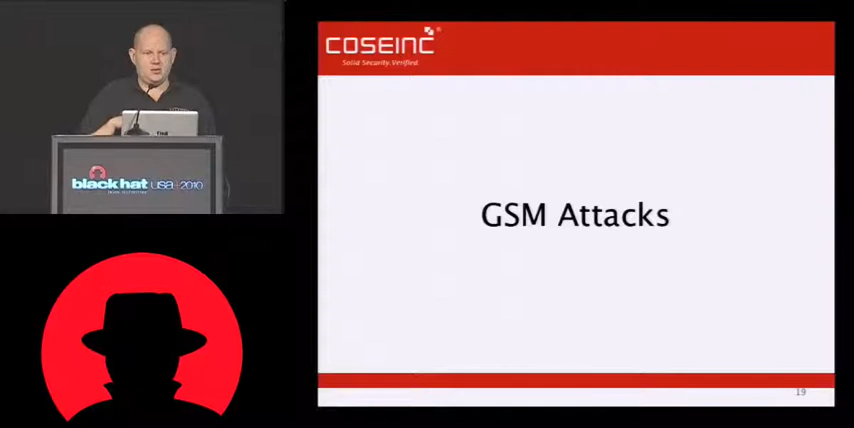 COSEINC
Solid Security.Verified.
black hat usa 2010
GSM Attacks
19